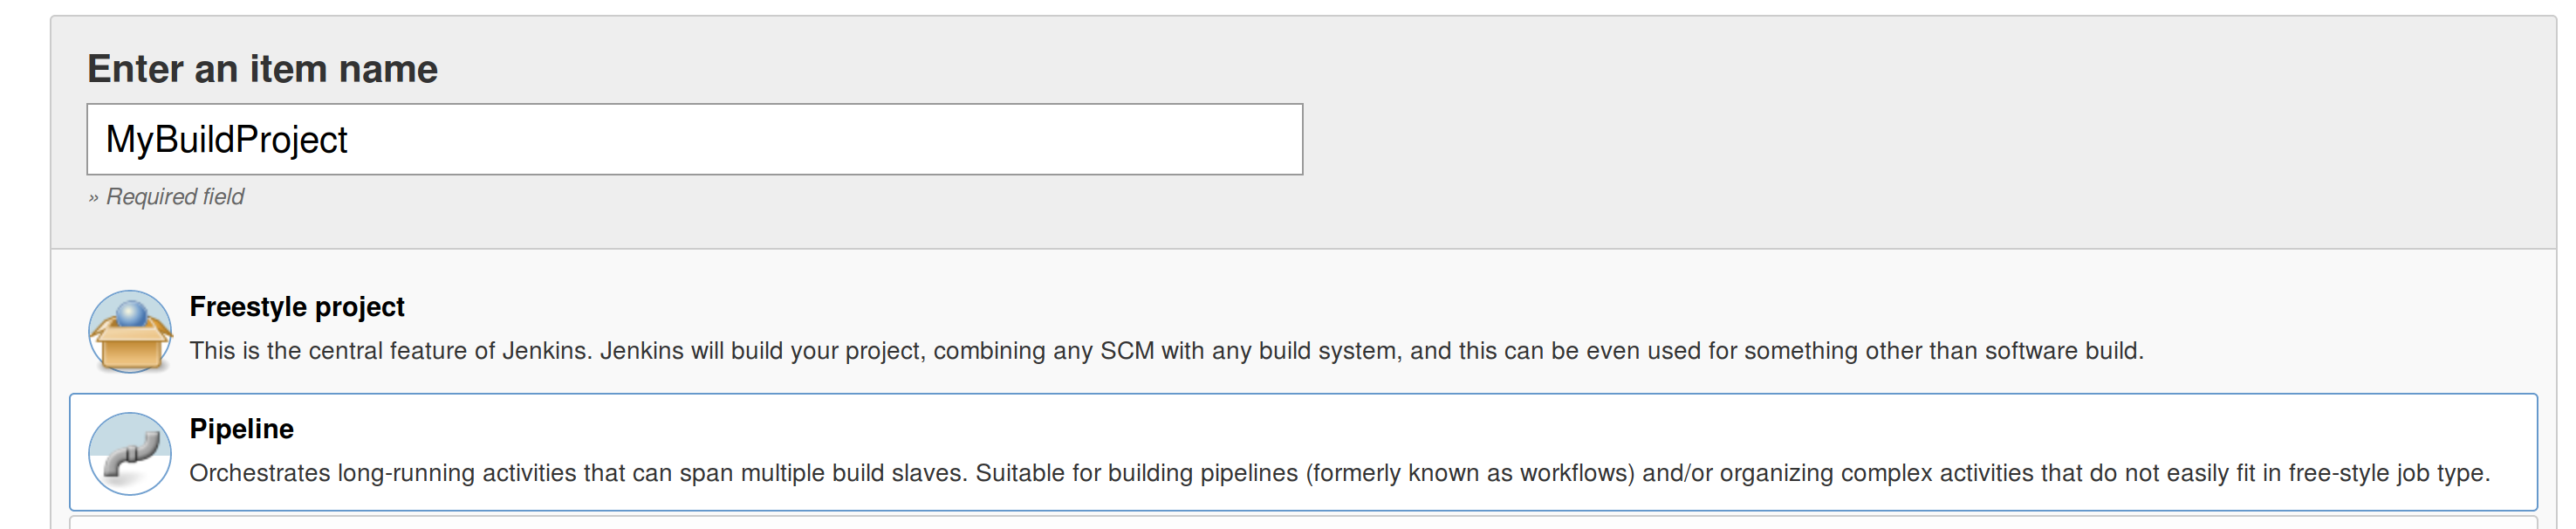 Enter an item name
MyBuildProject
» Required field
Freestyle project
This is the central feature of Jenkins. Jenkins will build your project, combining any SCM with any build system, and this can be even used for something other than software build.
Pipeline
Orchestrates long-running activities that can span multiple build slaves. Suitable for building pipelines (formerly known as workflows) and/or organizing complex activities that do not easily fit in free-style job type.